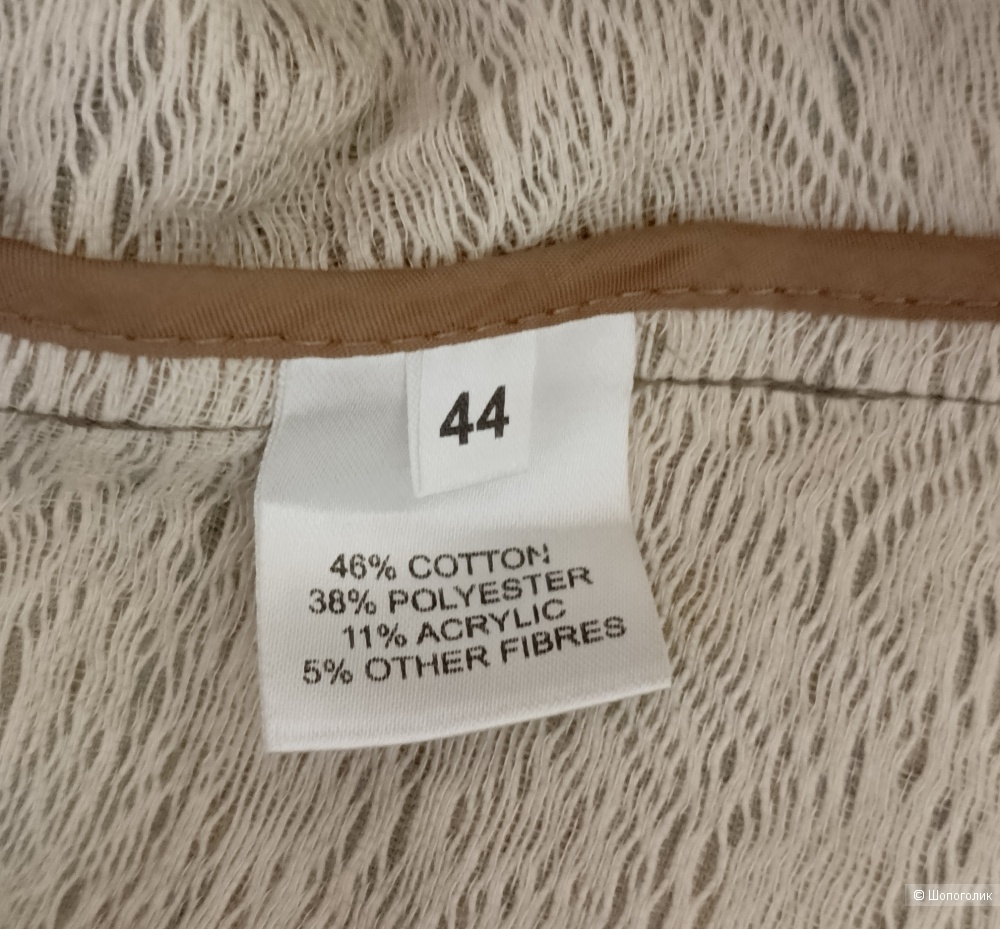 44
46% COTTON
38% POLYESTER
11% ACRYLIC
5% OTHER FIBRES
© Шопоголик